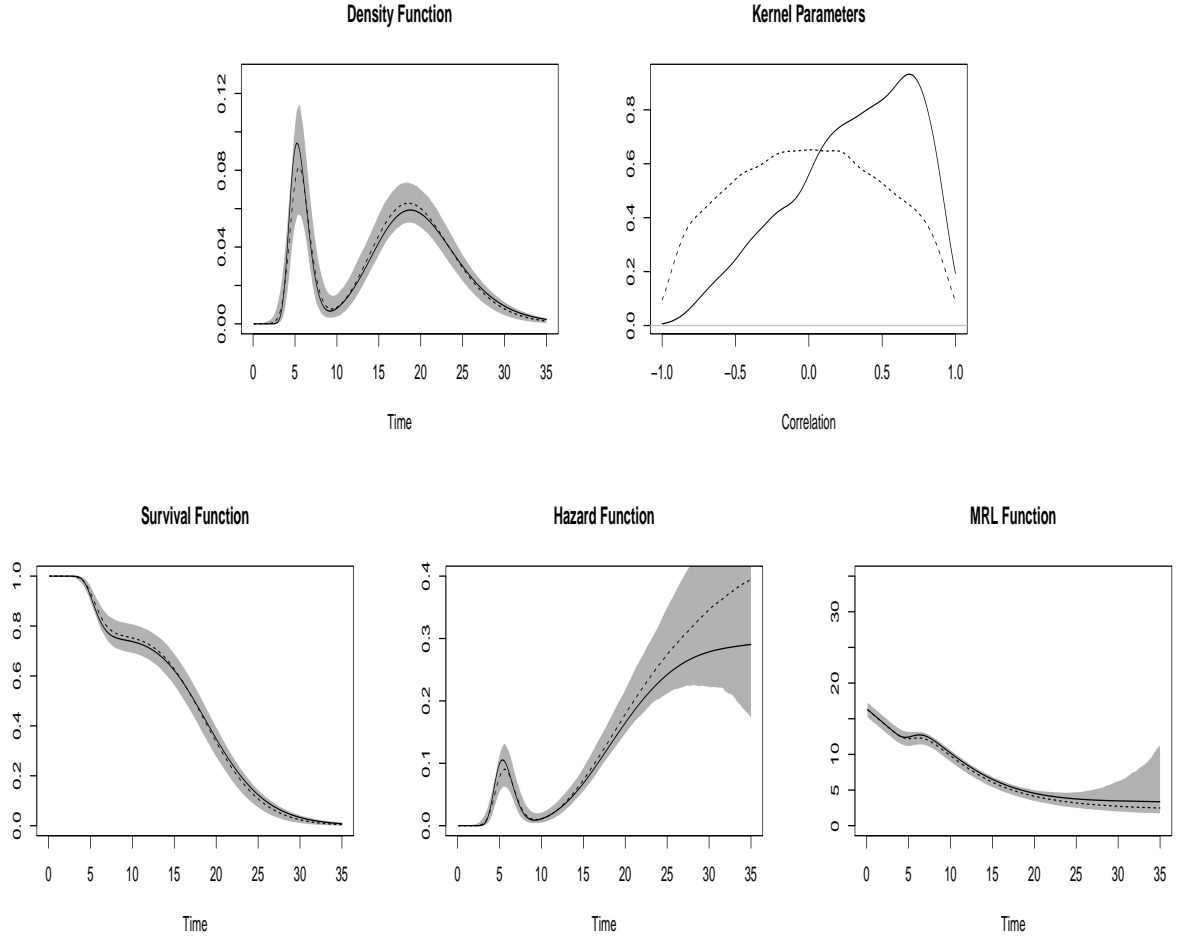 Density Function
0.12
0.08
0.04
0.00
0 5 10 15 20 25 30 35
Time
Kernel Parameters
0.8
0.6
0.4
0.2
0.0
−1.0 −0.5 0.0 0.5 1.0
Correlation
Survival Function
1.0
0.8
0.6
0.4
0.2
0.0
0 5 10 15 20 25 30 35
Time
Hazard Function
0.4
0.3
0.2
0.1
0.0
0 5 10 15 20 25 30 35
Time
MRL Function
30
20
10
5
0
0 5 10 15 20 25 30 35
Time